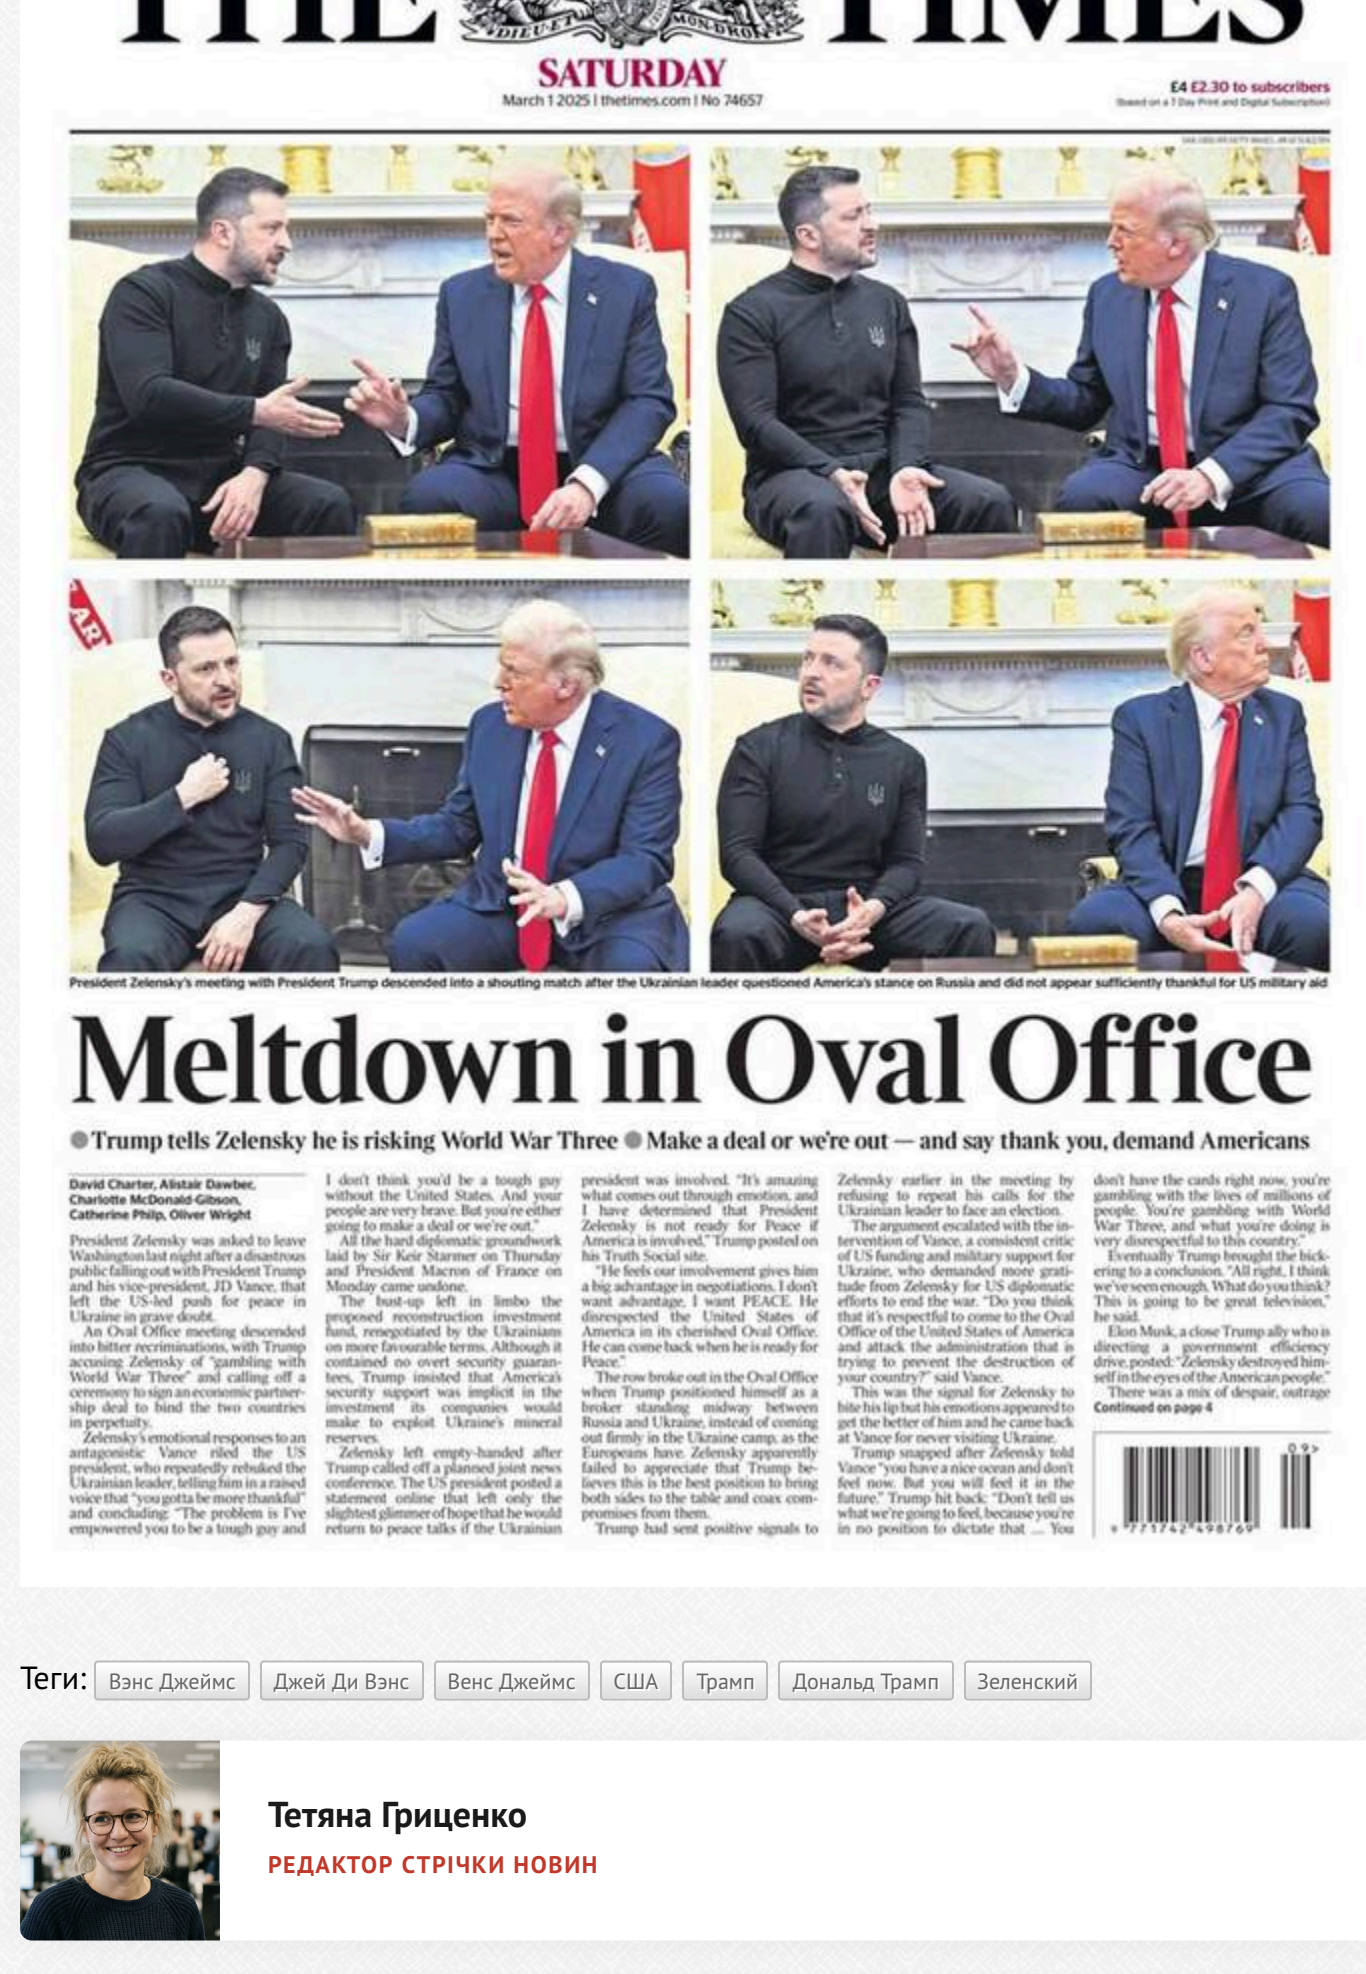 THE TIMES
DIEU ET MON DROIT
SATURDAY
March 1 2025 | thetimes.com | No 74657
£4 £2.30 to subscribers
(based on a 7 Day Print and Digital Subscription)
AR
President Zelensky's meeting with President Trump descended into a shouting match after the Ukrainian leader questioned America's stance on Russia and did not appear sufficiently thankful for US military aid
Meltdown in Oval Office
● Trump tells Zelensky he is risking World War Three ● Make a deal or we're out — and say thank you, demand Americans
David Charter, Alistair Dawber,
Charlotte McDonald-Gibson,
Catherine Philp, Oliver Wright
President Zelensky was asked to leave
Washington last night after a disastrous
public falling out with President Trump
and his vice-president, JD Vance, that
left the US-led push for peace in
Ukraine in grave doubt.
An Oval Office meeting descended
into bitter recriminations, with Trump
accusing Zelensky of "gambling with
World War Three" and calling off a
ceremony to sign an economic partner-
ship deal to bind the two countries
in perpetuity.
Zelensky's emotional responses to an
antagonistic Vance riled the US
president, who repeatedly rebuked the
Ukrainian leader, telling him in a raised
voice that "you gotta be more thankful"
and concluding: "The problem is I've
empowered you to be a tough guy and
I don't think you'd be a tough guy
without the United States. And your
people are very brave. But you're either
going to make a deal or we're out."
All the hard diplomatic groundwork
laid by Sir Keir Starmer on Thursday
and President Macron of France on
Monday came undone.
The bust-up left in limbo the
proposed reconstruction investment
fund, renegotiated by the Ukrainians
on more favourable terms. Although it
contained no overt security guaran-
tees, Trump insisted that America's
security support was implicit in the
investment its companies would
make to exploit Ukraine's mineral
reserves.
Zelensky left empty-handed after
Trump called off a planned joint news
conference. The US president posted a
statement online that left only the
slightest glimmer of hope that he would
return to peace talks if the Ukrainian
president was involved. "It's amazing
what comes out through emotion, and
I have determined that President
Zelensky is not ready for Peace if
America is involved," Trump posted on
his Truth Social site.
"He feels our involvement gives him
a big advantage in negotiations. I don't
want advantage, I want PEACE. He
disrespected the United States of
America in its cherished Oval Office.
He can come back when he is ready for
Peace."
The row broke out in the Oval Office
when Trump positioned himself as a
broker standing midway between
Russia and Ukraine, instead of coming
out firmly in the Ukraine camp, as the
Europeans have. Zelensky apparently
failed to appreciate that Trump be-
lieves this is the best position to bring
both sides to the table and coax com-
promises from them.
Trump had sent positive signals to
Zelensky earlier in the meeting by
refusing to repeat his calls for the
Ukrainian leader to face an election.
The argument escalated with the in-
tervention of Vance, a consistent critic
of US funding and military support for
Ukraine, who demanded more grati-
tude from Zelensky for US diplomatic
efforts to end the war. "Do you think
that it's respectful to come to the Oval
Office of the United States of America
and attack the administration that is
trying to prevent the destruction of
your country?" said Vance.
This was the signal for Zelensky to
bite his lip but his emotions appeared to
get the better of him and he came back
at Vance for never visiting Ukraine.
Trump snapped after Zelensky told
Vance "you have a nice ocean and don't
feel now. But you will feel it in the
future." Trump hit back: "Don't tell us
what we're going to feel, because you're
in no position to dictate that ... You
don't have the cards right now, you're
gambling with the lives of millions of
people. You're gambling with World
War Three, and what you're doing is
very disrespectful to this country."
Eventually Trump brought the bick-
ering to a conclusion. "All right, I think
we've seen enough. What do you think?
This is going to be great television,"
he said.
Elon Musk, a close Trump ally who is
directing a government efficiency
drive, posted: "Zelensky destroyed him-
self in the eyes of the American people."
There was a mix of despair, outrage
Continued on page 4
09>
9 771742 498769
Теги: Вэнс Джеймс Джей Ди Вэнс Венс Джеймс США Трамп Дональд Трамп Зеленский
Тетяна Гриценко
РЕДАКТОР СТРІЧКИ НОВИН